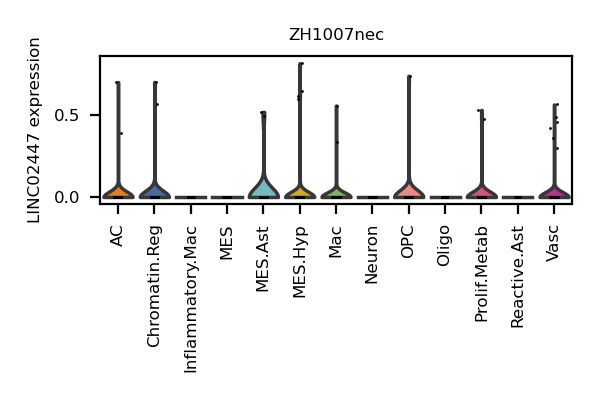 ZH1007nec
LINC02447 expression
0.5
0.0
AC
Chromatin.Reg
Inflammatory.Mac
MES
MES.Ast
MES.Hyp
Mac
Neuron
OPC
Oligo
Prolif.Metab
Reactive.Ast
Vasc